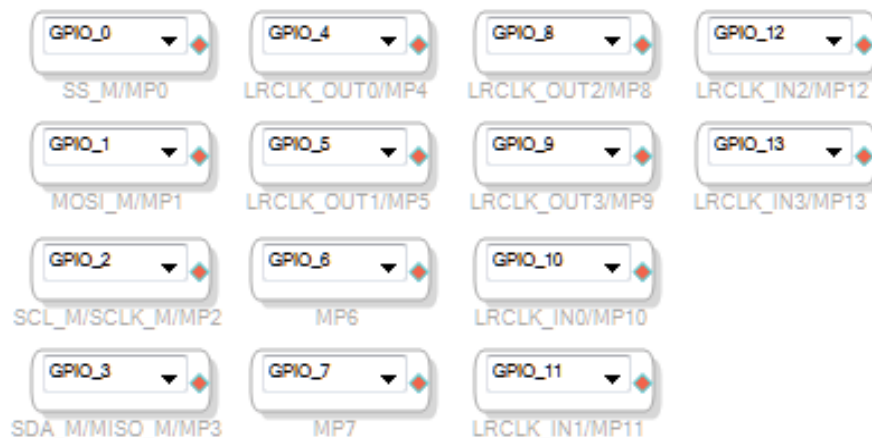 GPIO_0
GPIO_4
GPIO_8
GPIO_12
SS_M/MP0
LRCLK_OUT0/MP4
LRCLK_OUT2/MP8
LRCLK_IN2/MP12
GPIO_1
GPIO_5
GPIO_9
GPIO_13
MOSI_M/MP1
LRCLK_OUT1/MP5
LRCLK_OUT3/MP9
LRCLK_IN3/MP13
GPIO_2
GPIO_6
GPIO_10
SCL_M/SCLK_M/MP2
MP6
LRCLK_IN0/MP10
GPIO_3
GPIO_7
GPIO_11
SDA_M/MISO_M/MP3
MP7
LRCLK_IN1/MP11